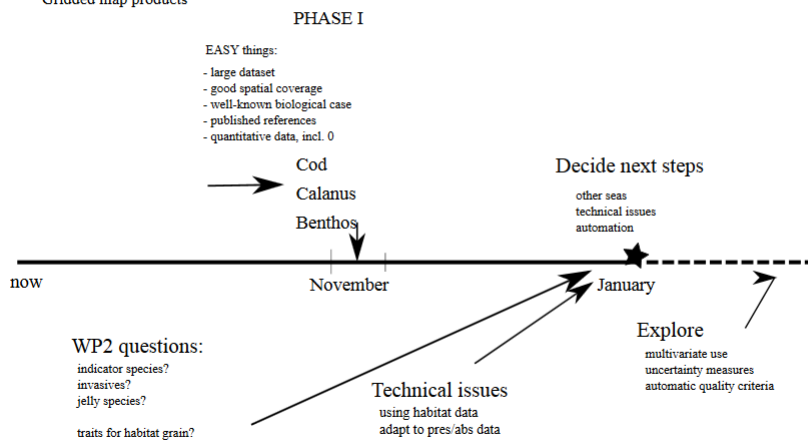 Gridded map products
PHASE I
EASY things:
- large dataset
- good spatial coverage
- well-known biological case
- published references
- quantitative data, incl. 0
Cod
Calanus
Benthos
Decide next steps
other seas
technical issues
automation
now
November
January
WP2 questions:
indicator species?
invasives?
jelly species?
traits for habitat grain?
Technical issues
using habitat data
adapt to pres/abs data
Explore
multivariate use
uncertainty measures
automatic quality criteria